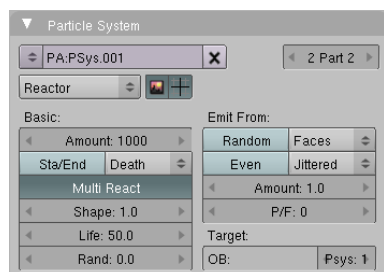 Particle System
PA:PSys.001
2 Part 2
Reactor
Basic:
Emit From:
Amount: 1000
Random
Faces
Sta/End
Death
Even
Jittered
Multi React
Amount: 1.0
Shape: 1.0
P/F: 0
Life: 50.0
Target:
Rand: 0.0
OB:
Psys: 1